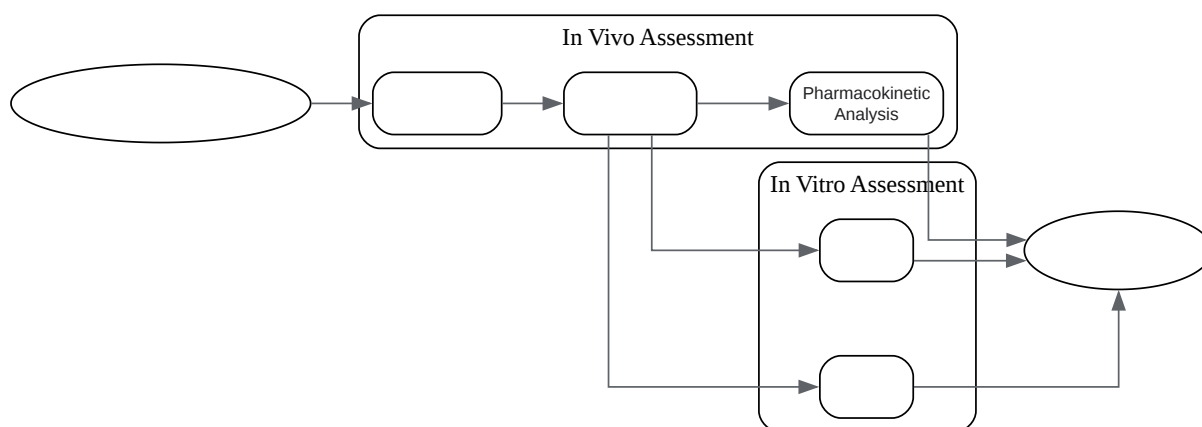 In Vivo Assessment
Pharmacokinetic
Analysis
In Vitro Assessment